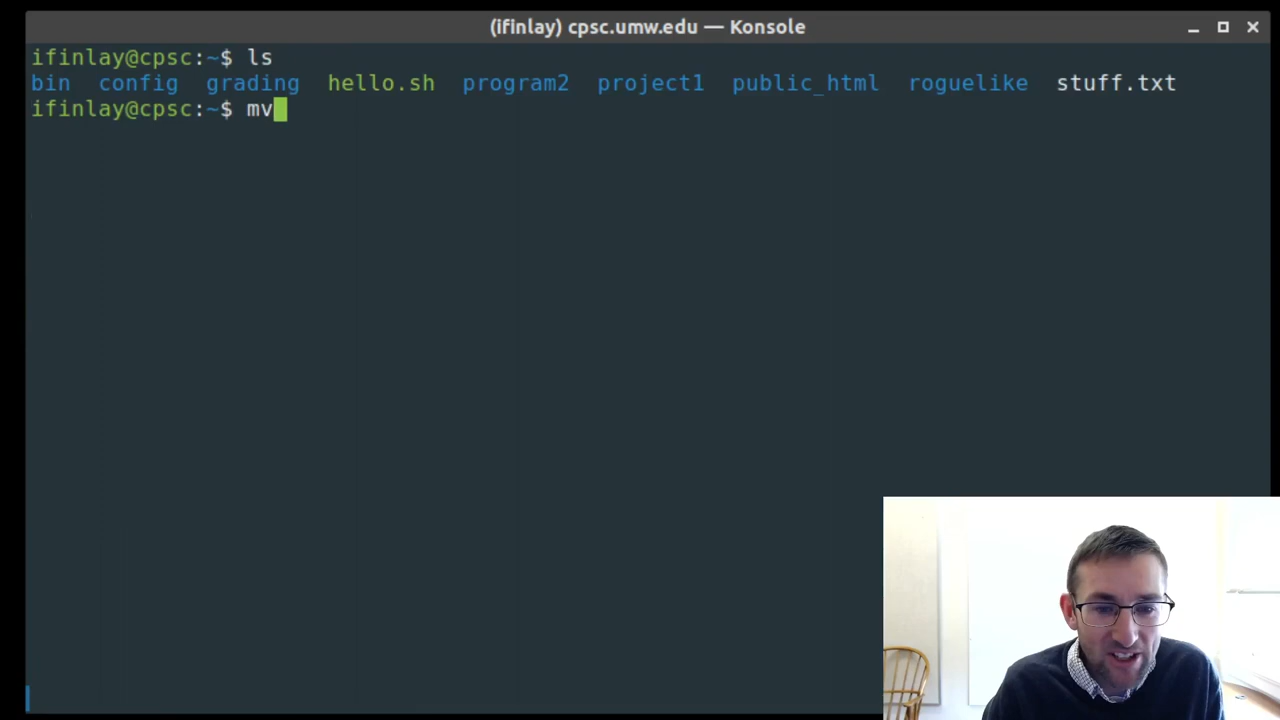 (ifinlay) cpsc.umw.edu — Konsole
ifinlay@cpsc:~$ ls
bin config grading hello.sh program2 project1 public_html roguelike stuff.txt
ifinlay@cpsc:~$ mv